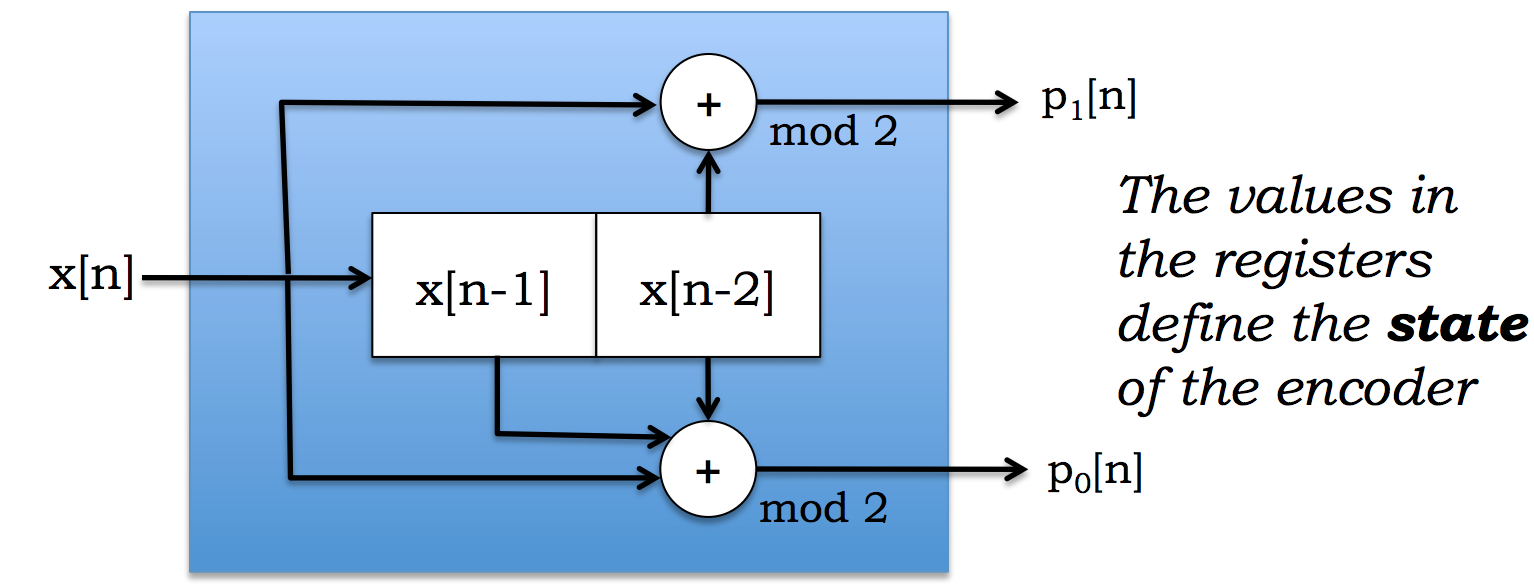 +
p₁[n]
mod 2
The values in
the registers
define the state
of the encoder
x[n]
x[n-1]
x[n-2]
+
p₀[n]
mod 2